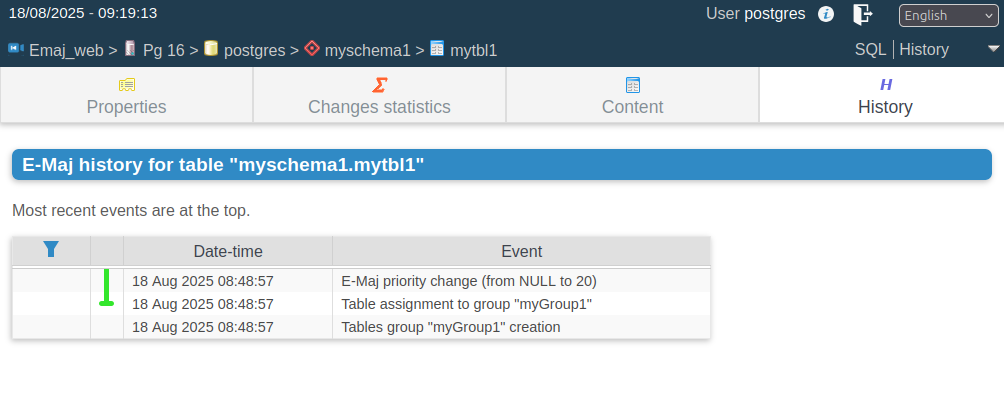 18/08/2025 - 09:19:13
User postgres
English
Emaj_web > Pg 16 > postgres > myschema1 > mytbl1
SQL | History
Properties
Changes statistics
Content
History
E-Maj history for table "myschema1.mytbl1"
Most recent events are at the top.
Date-time Event
18 Aug 2025 08:48:57 E-Maj priority change (from NULL to 20)
18 Aug 2025 08:48:57 Table assignment to group "myGroup1"
18 Aug 2025 08:48:57 Tables group "myGroup1" creation